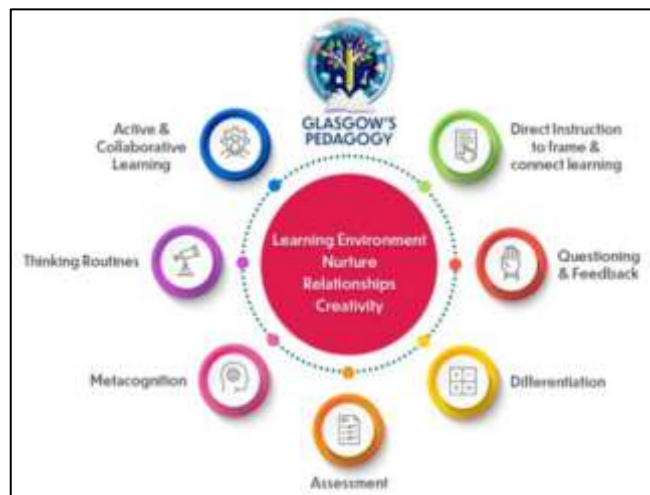 GLASGOW'S
PEDAGOGY
Active &
Collaborative
Learning
Direct Instruction
to frame &
connect learning
Learning Environment
Nurture
Relationships
Creativity
Thinking Routines
Questioning
& Feedback
Metacognition
Differentiation
Assessment